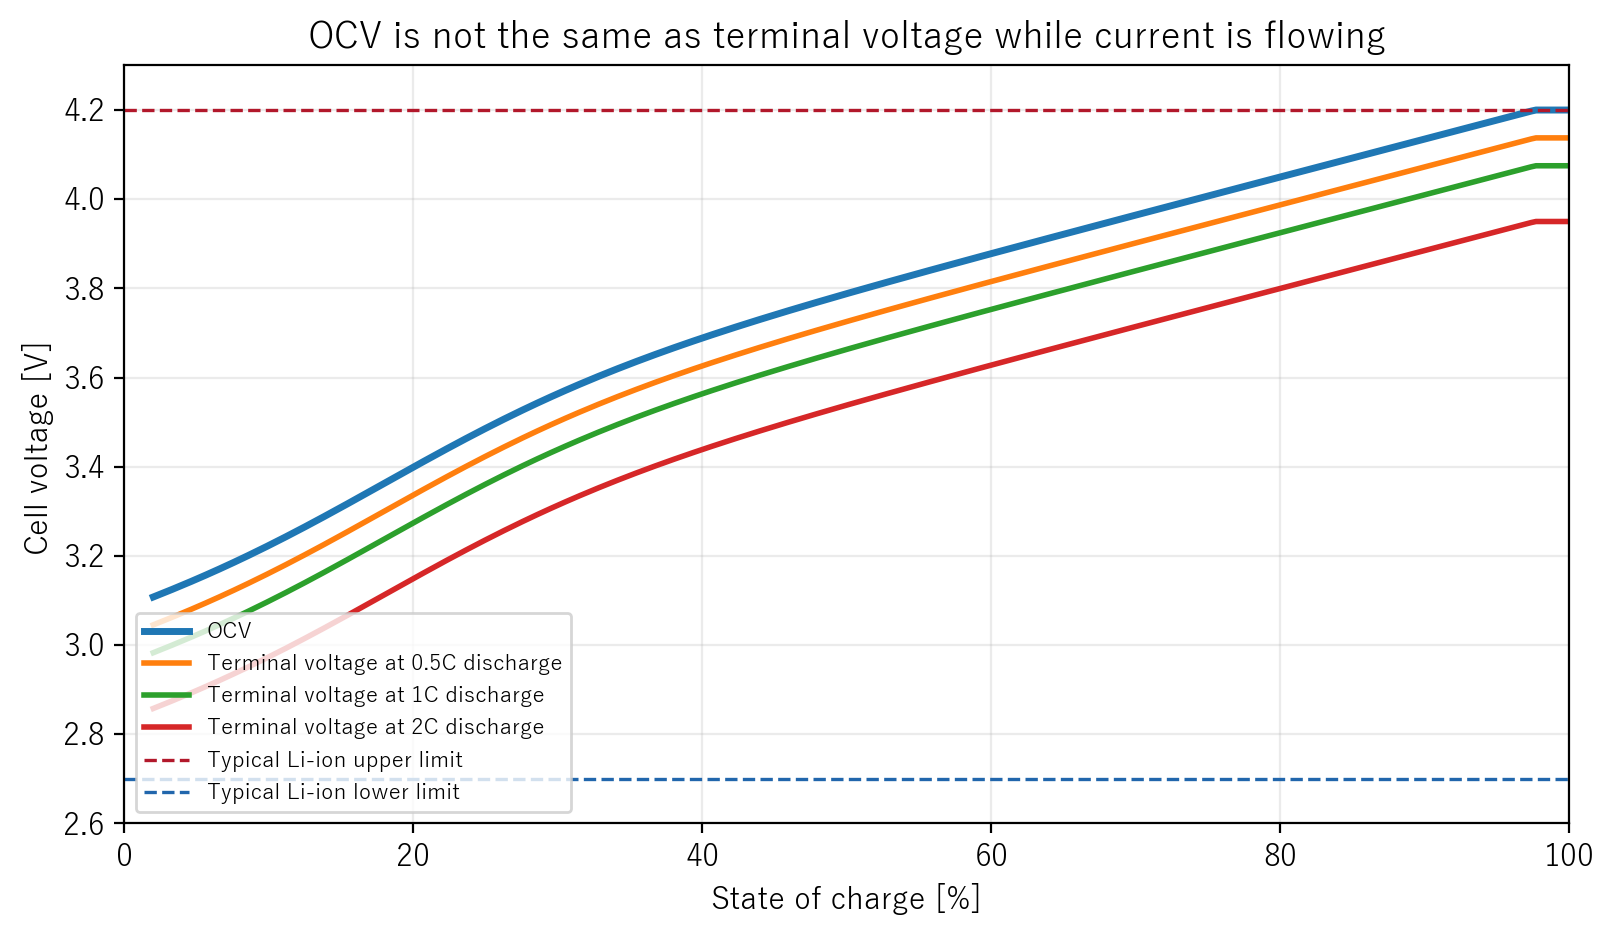 OCV is not the same as terminal voltage while current is flowing
Cell voltage [V]
4.2
4.0
3.8
3.6
3.4
3.2
3.0
2.8
2.6
OCV
Terminal voltage at 0.5C discharge
Terminal voltage at 1C discharge
Terminal voltage at 2C discharge
Typical Li-ion upper limit
Typical Li-ion lower limit
0 20 40 60 80 100
State of charge [%]